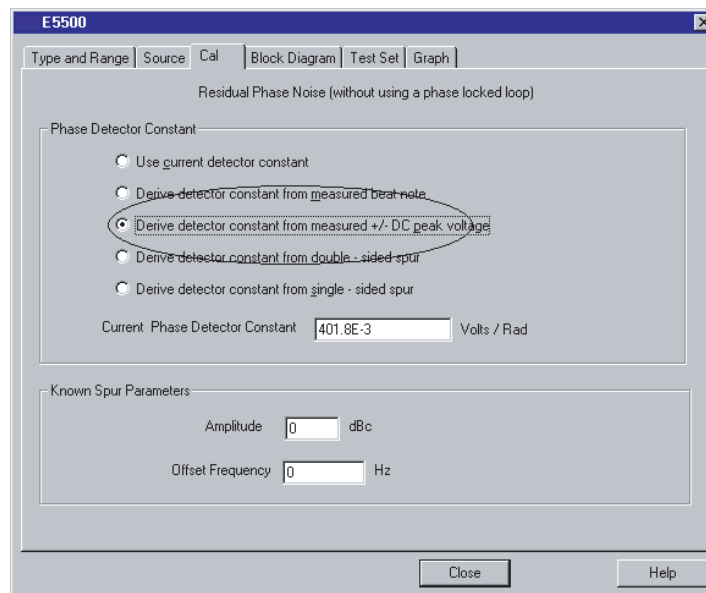 E5500
Type and Range Source Cal Block Diagram Test Set Graph
Residual Phase Noise (without using a phase locked loop)
Phase Detector Constant
Use current detector constant
Derive detector constant from measured beat note
Derive detector constant from measured +/- DC peak voltage
Derive detector constant from double - sided spur
Derive detector constant from single - sided spur
Current Phase Detector Constant 401.8E-3 Volts / Rad
Known Spur Parameters
Amplitude 0 dBc
Offset Frequency 0 Hz
Close Help